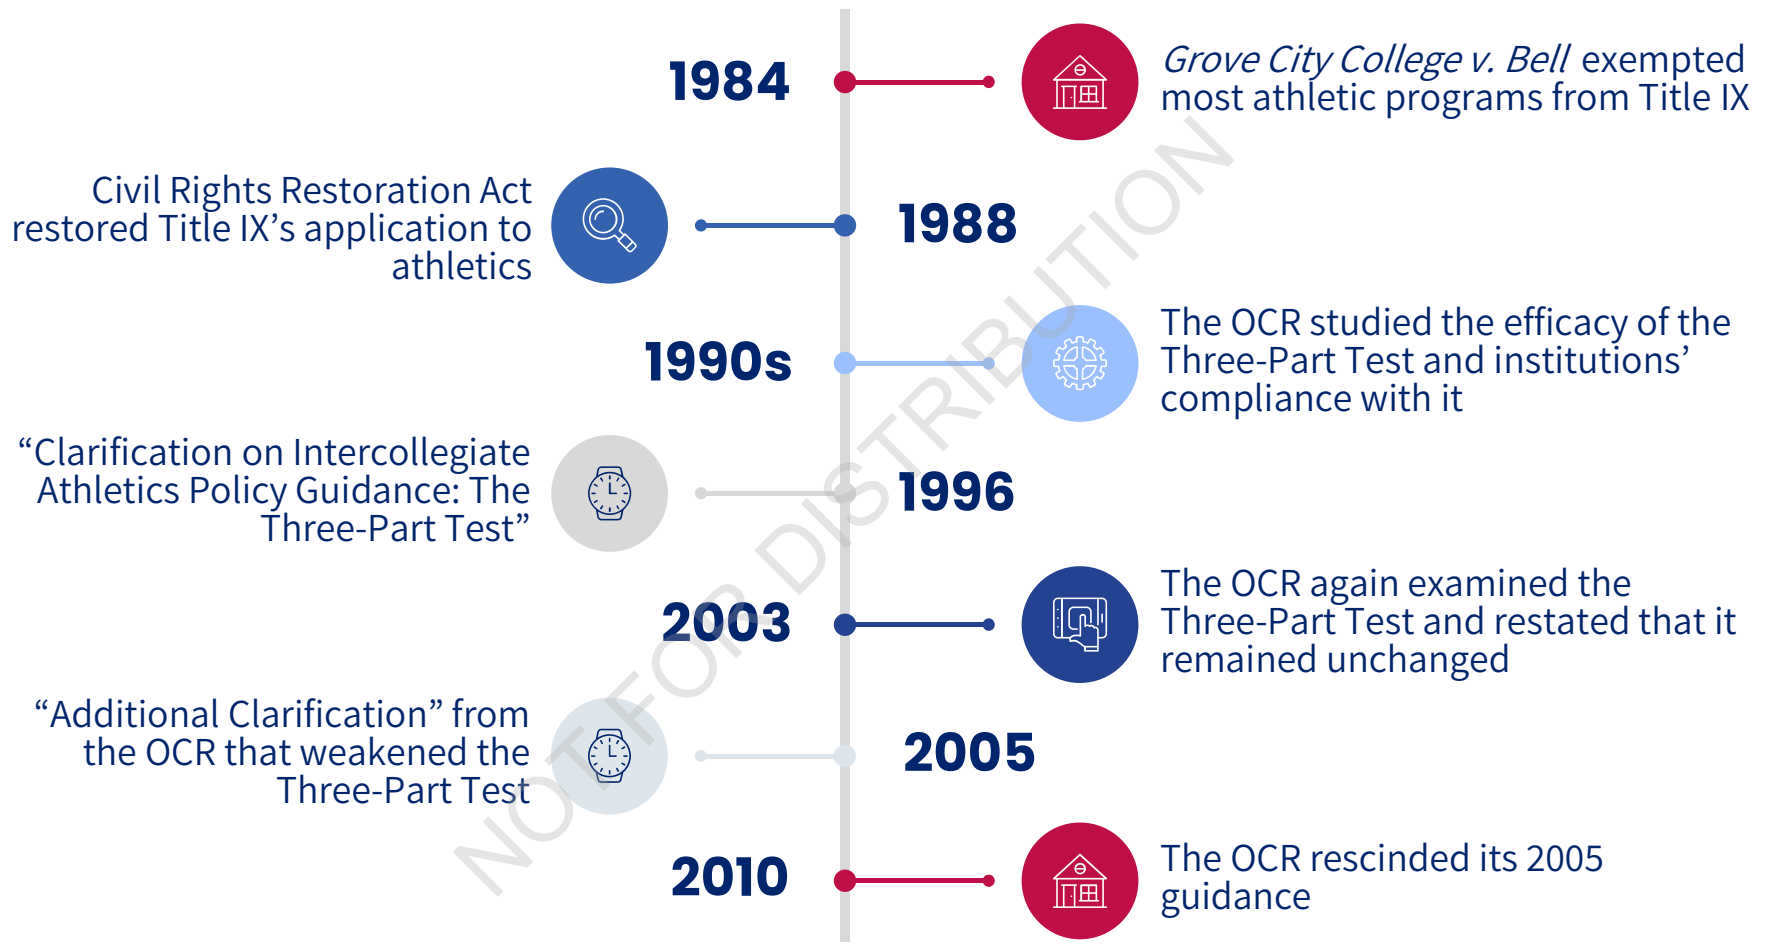 1984
Grove City College v. Bell exempted
most athletic programs from Title IX
Civil Rights Restoration Act
restored Title IX’s application to
athletics
1988
1990s
The OCR studied the efficacy of the
Three-Part Test and institutions’
compliance with it
“Clarification on Intercollegiate
Athletics Policy Guidance: The
Three-Part Test”
1996
2003
The OCR again examined the
Three-Part Test and restated that it
remained unchanged
“Additional Clarification” from
the OCR that weakened the
Three-Part Test
2005
2010
The OCR rescinded its 2005
guidance
NOT FOR DISTRIBUTION